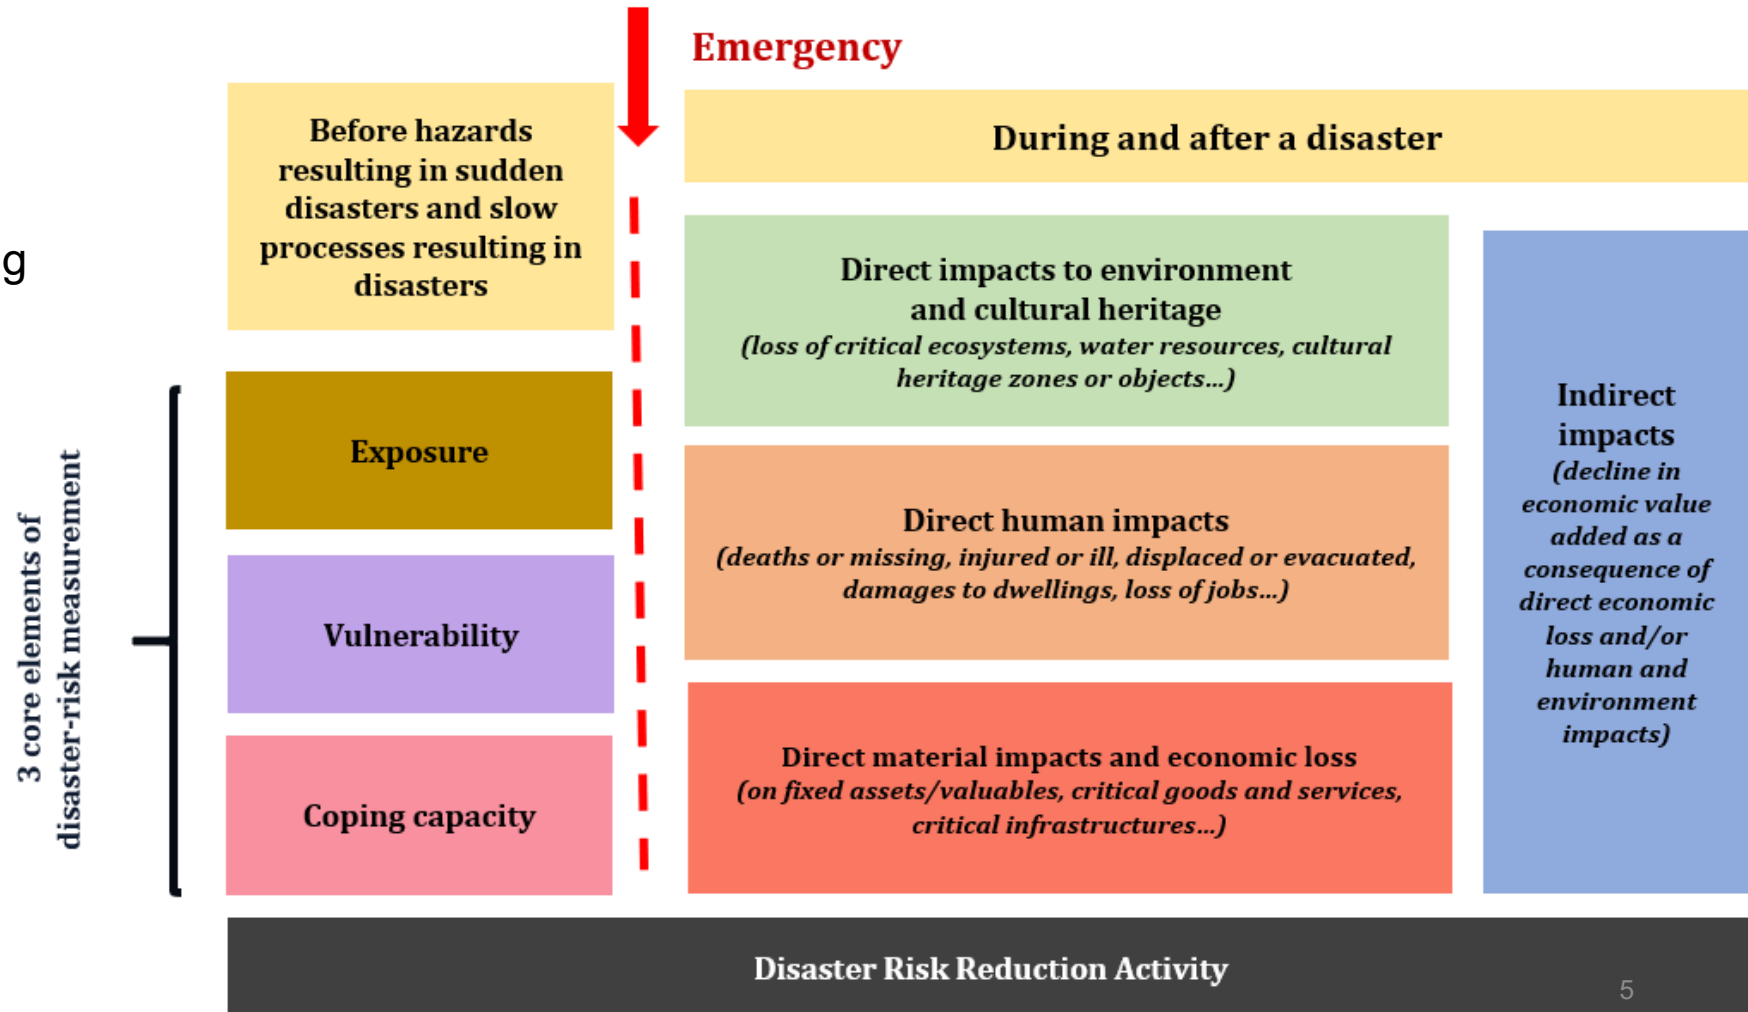 Emergency
Before hazards
resulting in sudden
disasters and slow
processes resulting in
disasters
During and after a disaster
g
3 core elements of
disaster-risk measurement
Exposure
Vulnerability
Coping capacity
Direct impacts to environment
and cultural heritage
(loss of critical ecosystems, water resources, cultural
heritage zones or objects...)
Direct human impacts
(deaths or missing, injured or ill, displaced or evacuated,
damages to dwellings, loss of jobs...)
Direct material impacts and economic loss
(on fixed assets/valuables, critical goods and services,
critical infrastructures...)
Indirect
impacts
(decline in
economic value
added as a
consequence of
direct economic
loss and/or
human and
environment
impacts)
Disaster Risk Reduction Activity
5